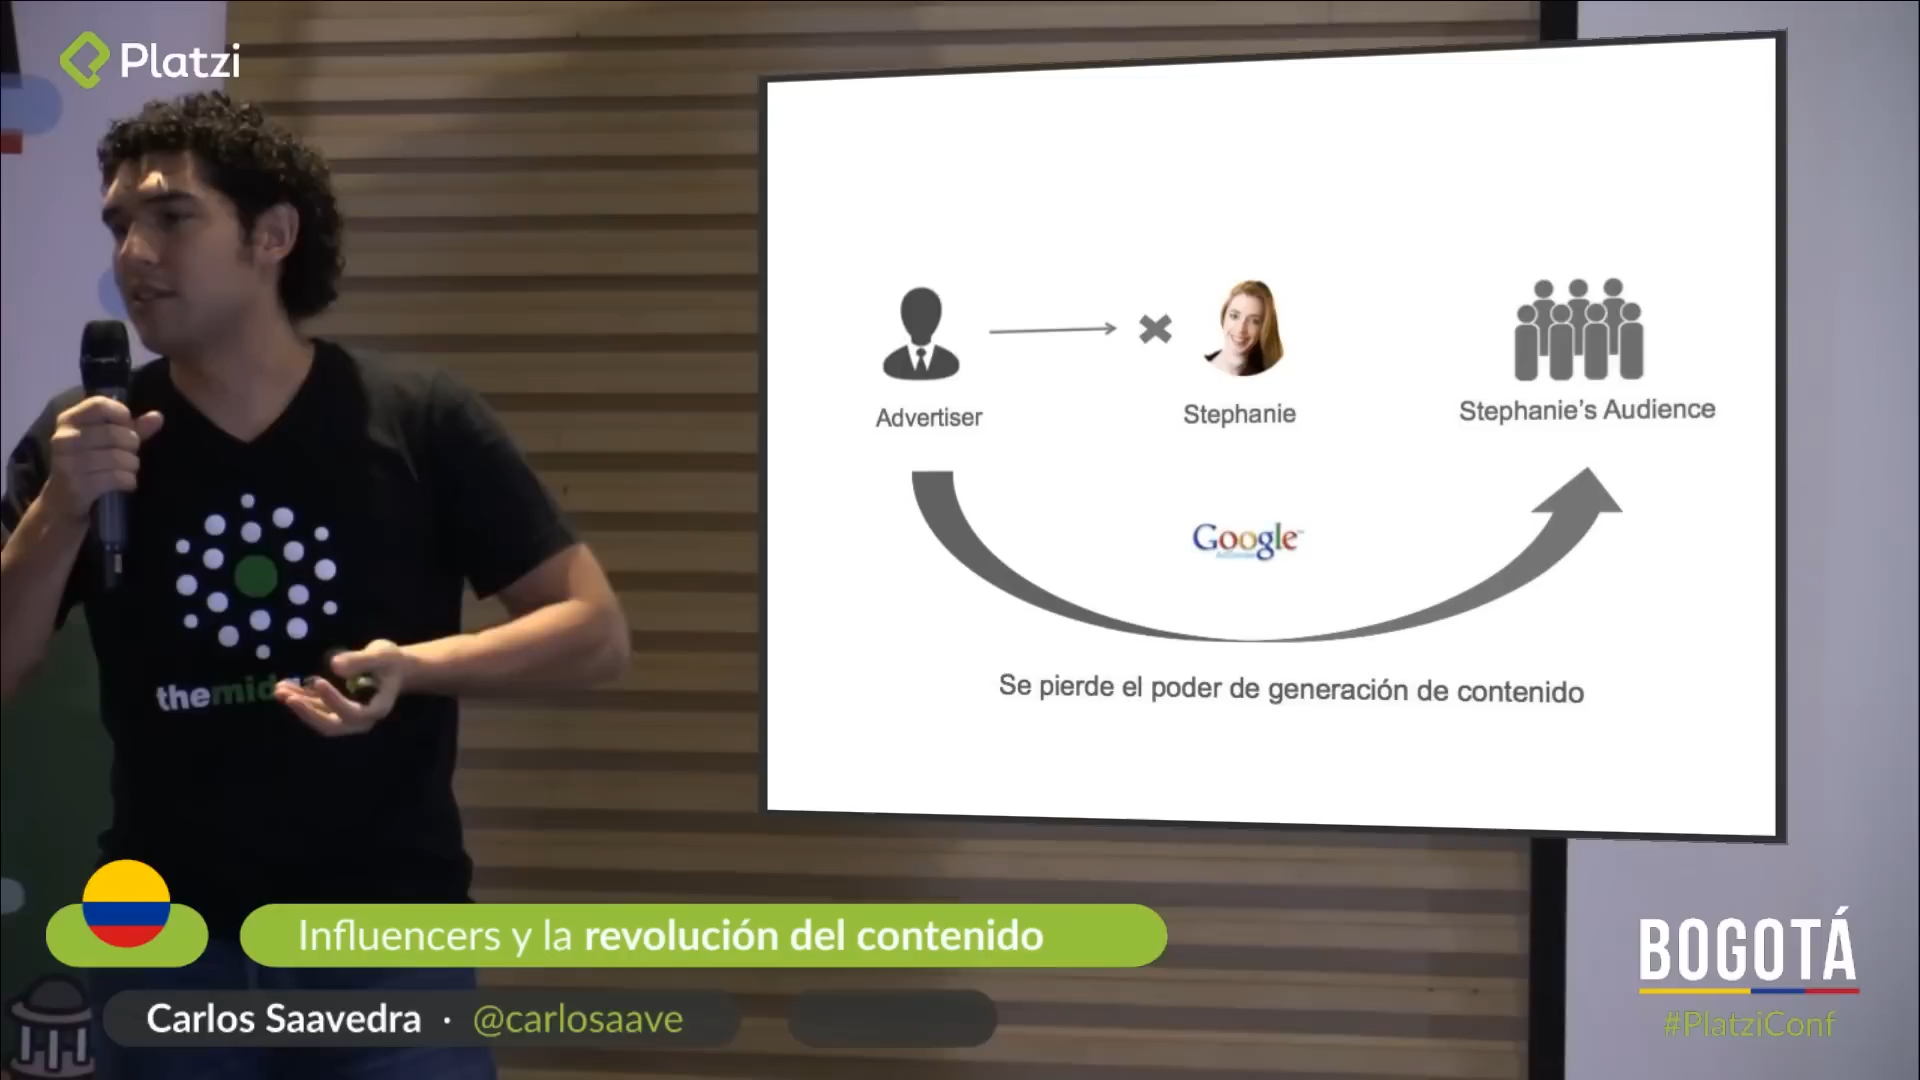 Platzi
Advertiser
Stephanie
Stephanie's Audience
Google
Se pierde el poder de generación de contenido
Influencers y la revolución del contenido
Carlos Saavedra · @carlosaave
BOGOTÁ
#PlatziConf